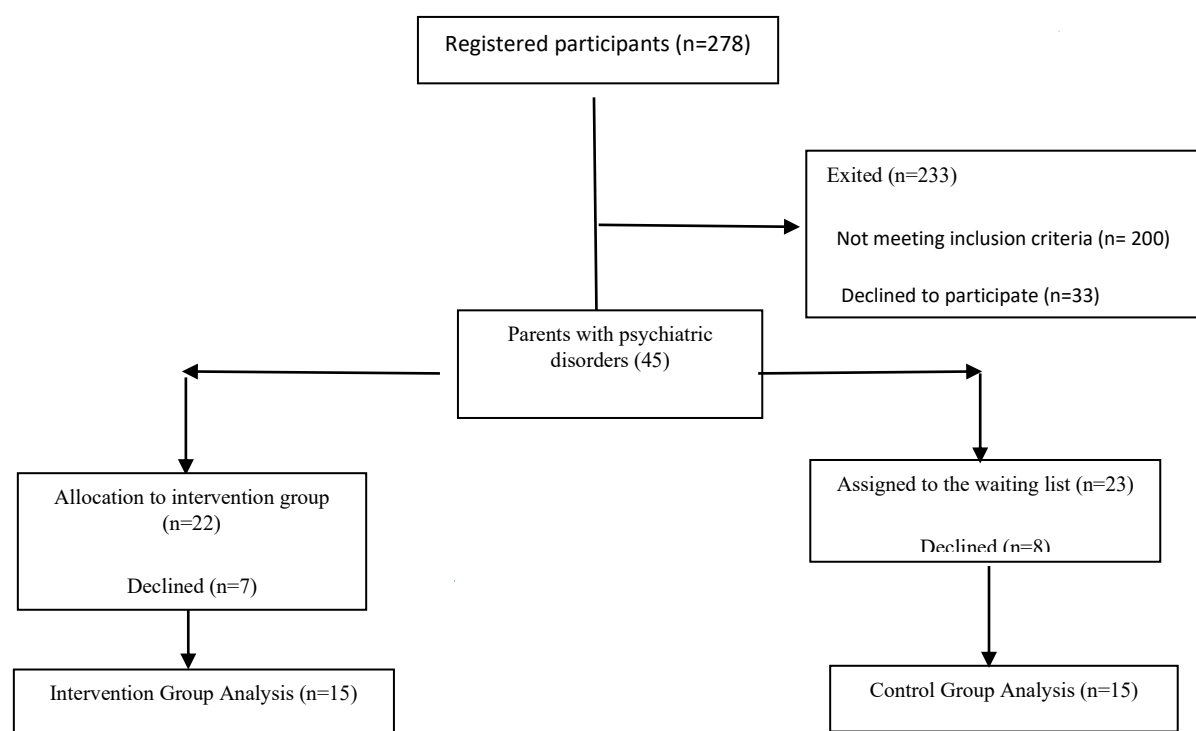 Registered participants (n=278)
Exited (n=233)
Not meeting inclusion criteria (n= 200)
Declined to participate (n=33)
Parents with psychiatric
disorders (45)
Allocation to intervention group
(n=22)
Declined (n=7)
Assigned to the waiting list (n=23)
Declined (n=8)
Intervention Group Analysis (n=15)
Control Group Analysis (n=15)